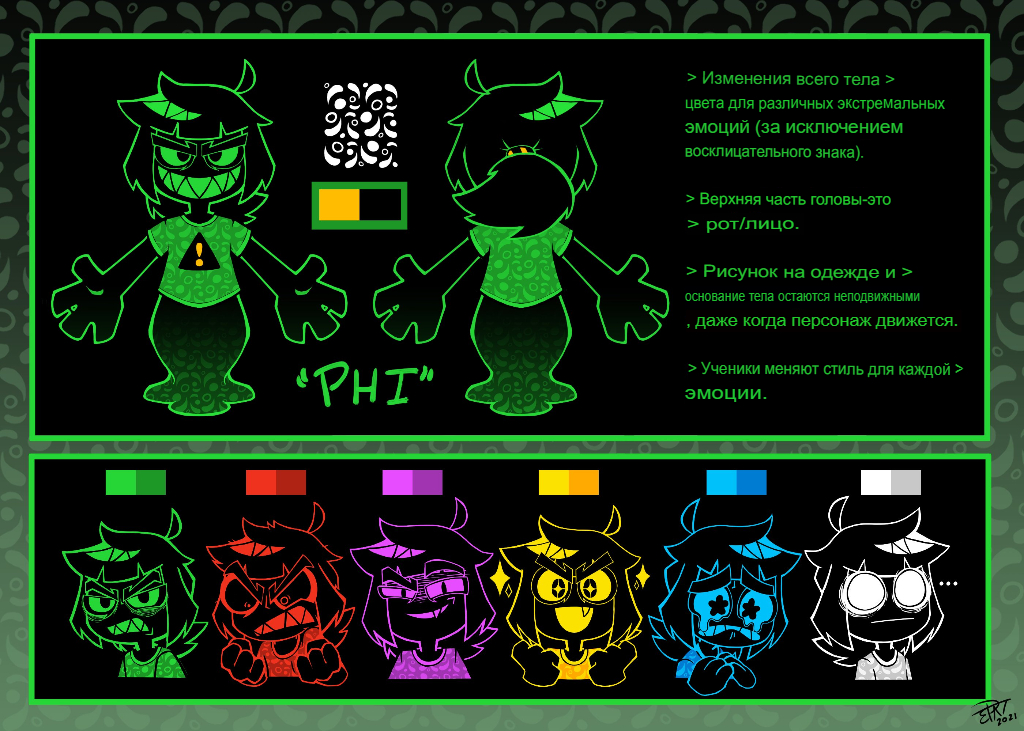 > Изменения всего тела >
цвета для различных экстремальных
эмоций (за исключением
восклицательного знака).
> Верхняя часть головы-это
> рот/лицо.
> Рисунок на одежде и >
основание тела остаются неподвижными
, даже когда персонаж движется.
> Ученики меняют стиль для каждой >
эмоции.
!
"PHI"
...
2021